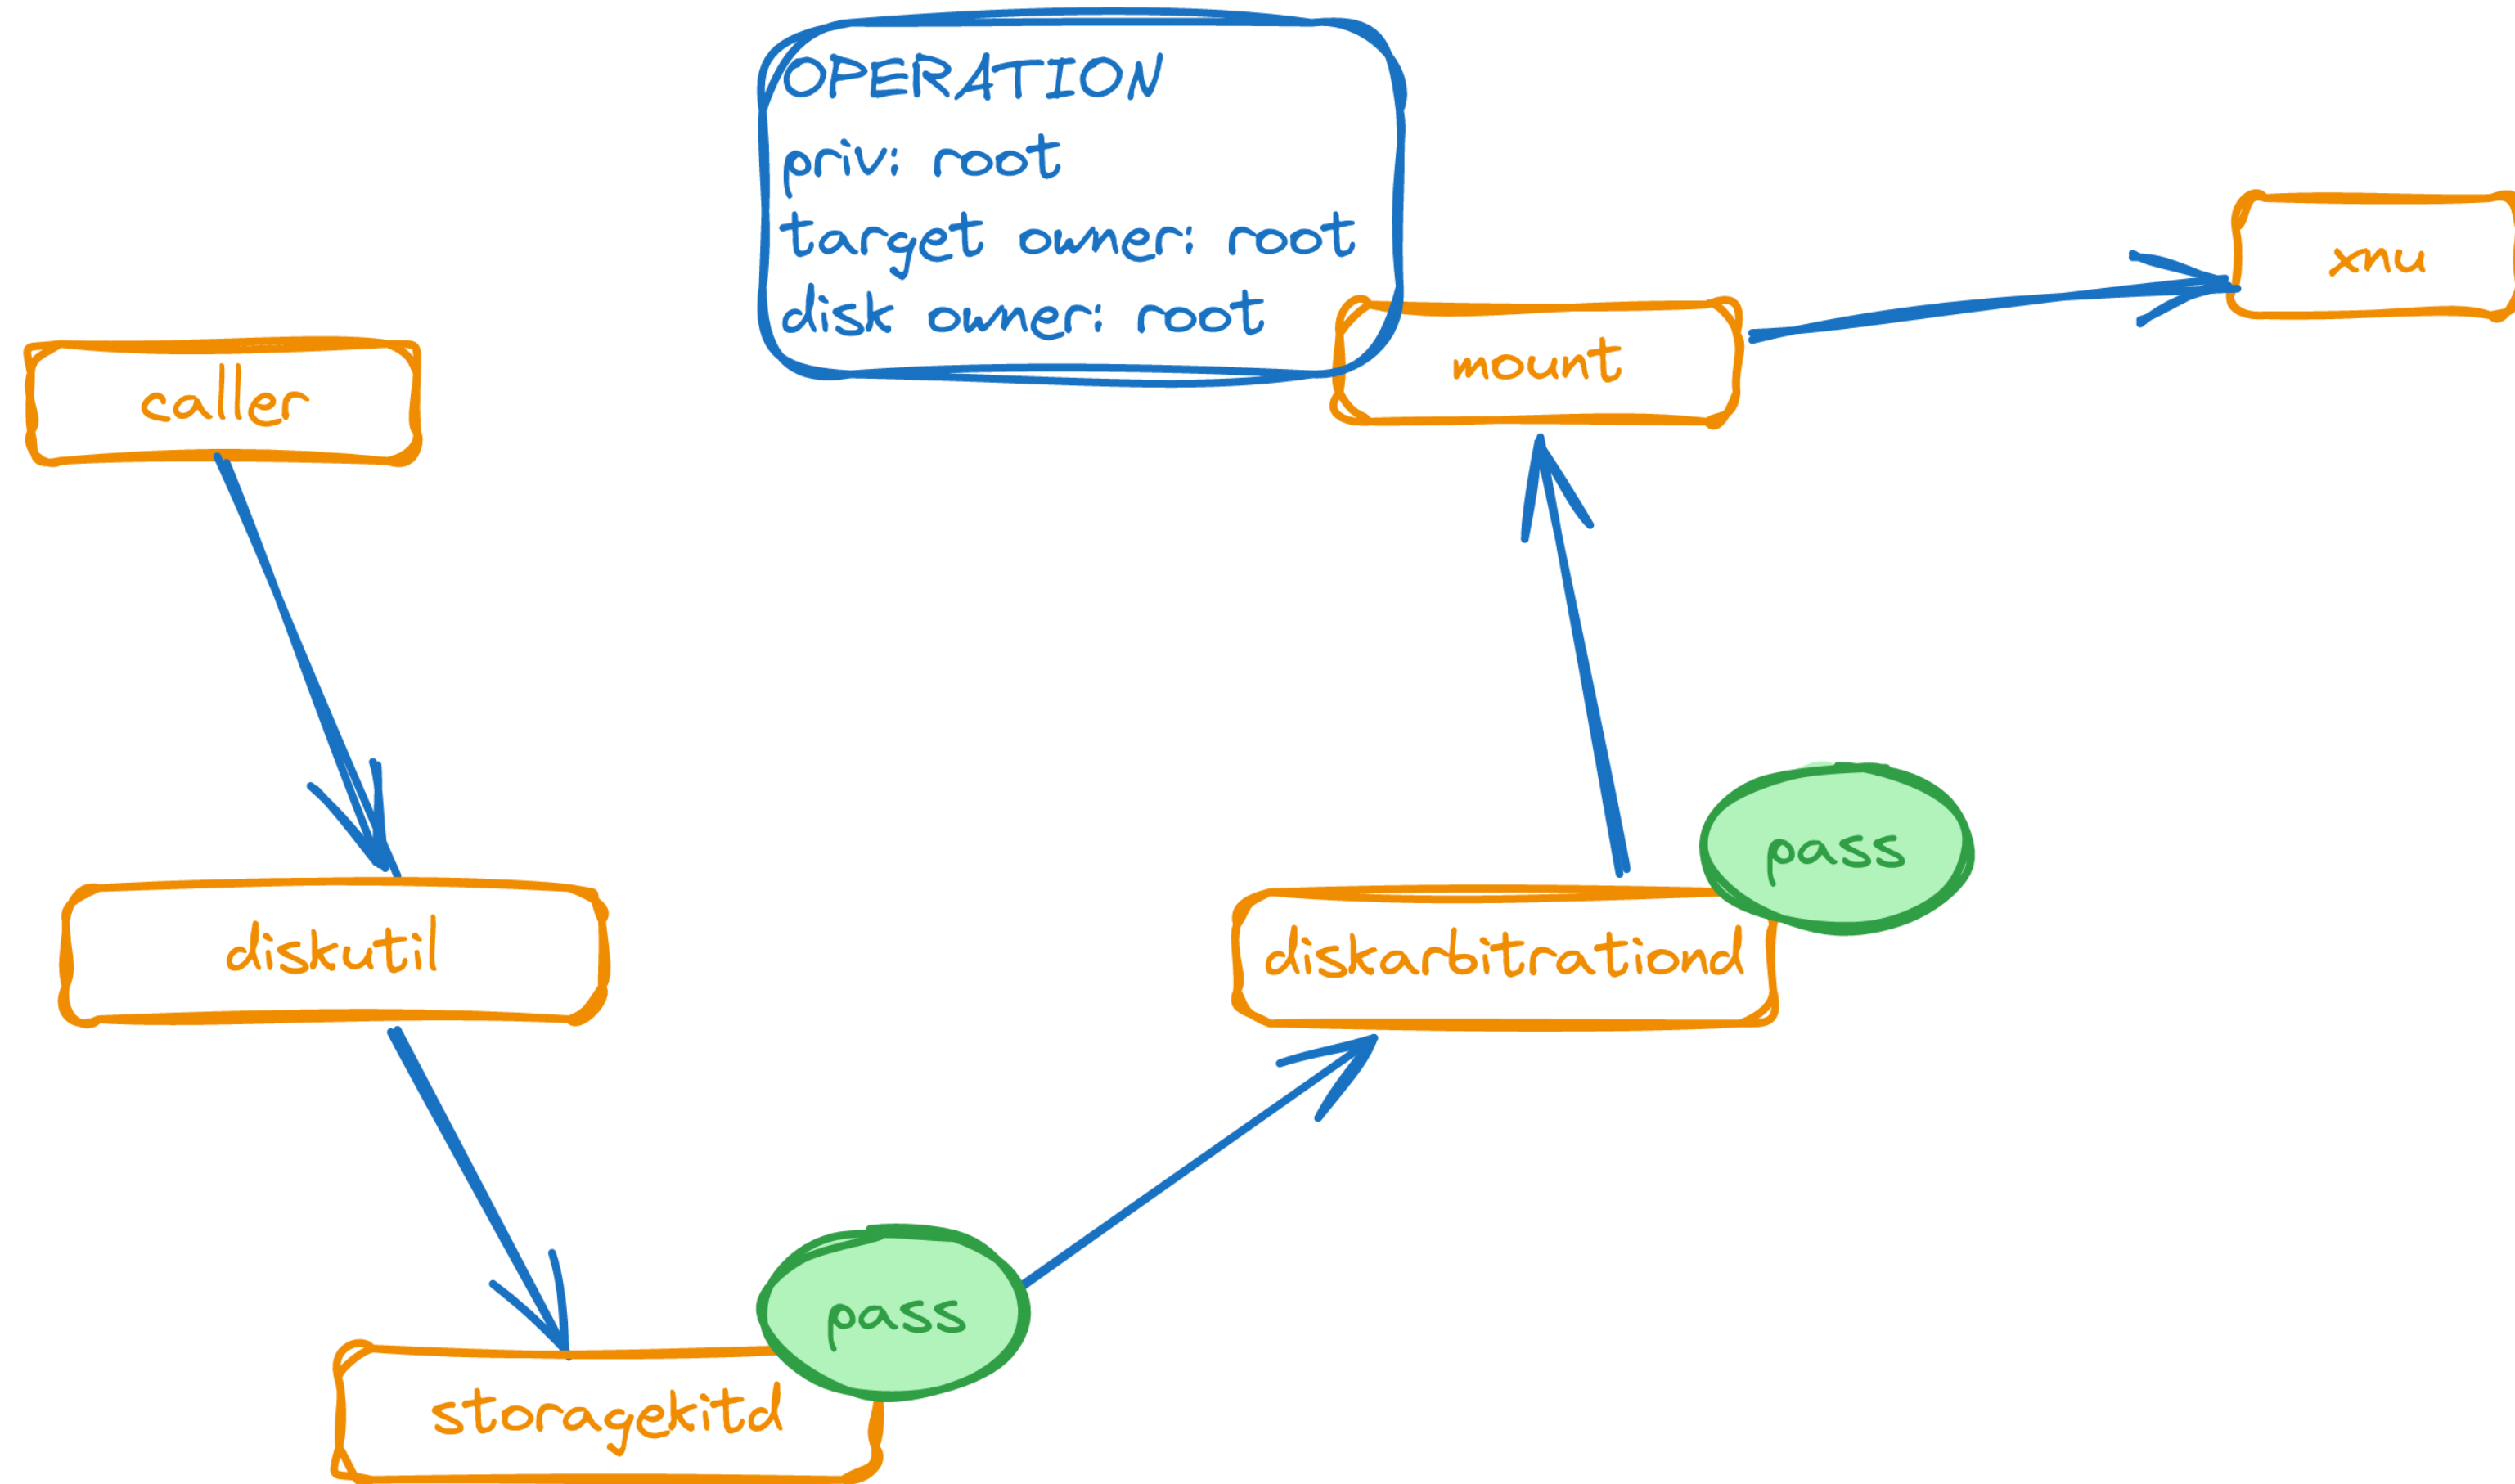 OPERATION
priv: root
target owner: root
disk owner: root
xnu
mount
caller
pass
diskutil
diskarbitrationd
pass
storagekitd